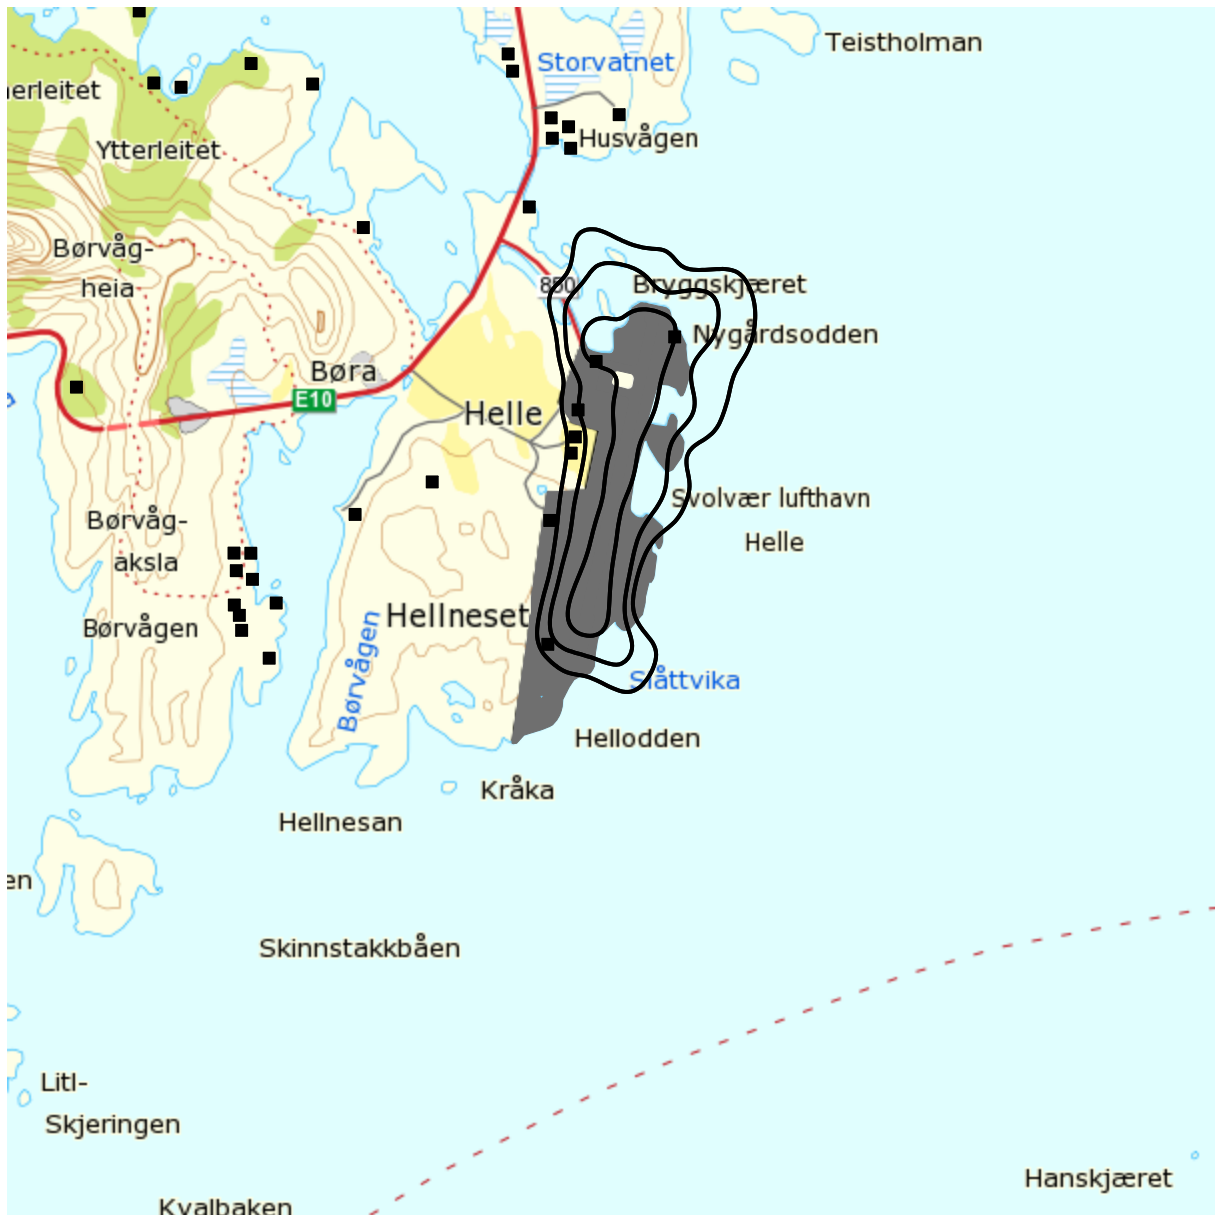 Teistholman
Storvatnet
erleitet
Husvågen
Ytterleitet
Børvåg-
heia
Bryggskjæret
Nygårdsodden
Børa
E10
Helle
Svolvær lufthavn
Helle
Børvåg-
aksla
Hellneset
Børvågen
Børvågen
Slåttvika
Hellodden
Kråka
Hellnesan
en
Skinnstakkbåen
Litl-
Skjeringen
Hanskjæret
Kvalbaken